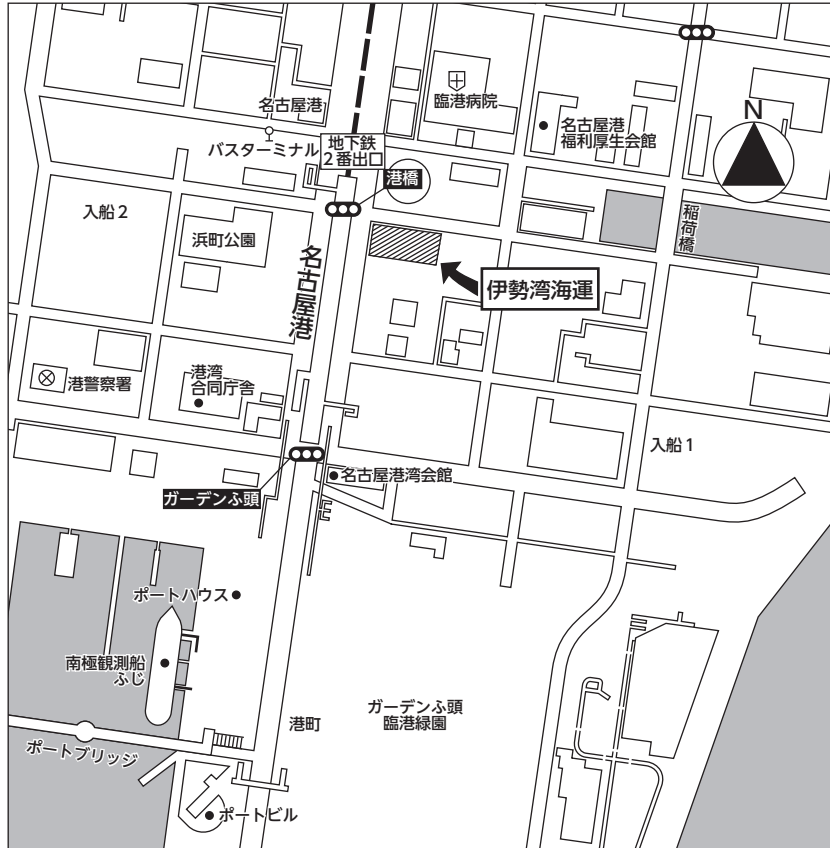 名古屋港
バスターミナル
地下鉄
2番出口
港橋
臨港病院
名古屋港
福利厚生会館
N
入船2
浜町公園
名古屋港
稲荷橋
伊勢湾海運
港警察署
港湾
合同庁舎
入船1
名古屋港湾会館
ガーデンふ頭
ポートハウス
南極観測船
ふじ
港町
ガーデンふ頭
臨港緑園
ポートブリッジ
ポートビル